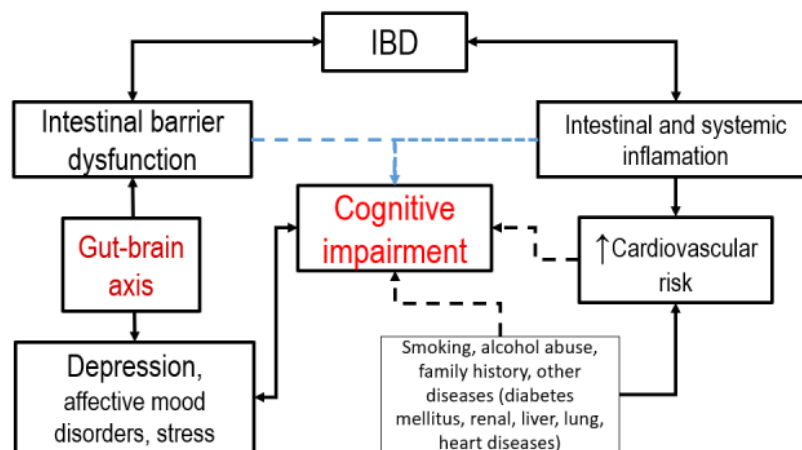 IBD
Intestinal barrier
dysfunction
Intestinal and systemic
inflamation
Cognitive
impairment
Gut-brain
axis
↑Cardiovascular
risk
Depression,
affective mood
disorders, stress
Smoking, alcohol abuse,
family history, other
diseases (diabetes
mellitus, renal, liver, lung,
heart diseases)